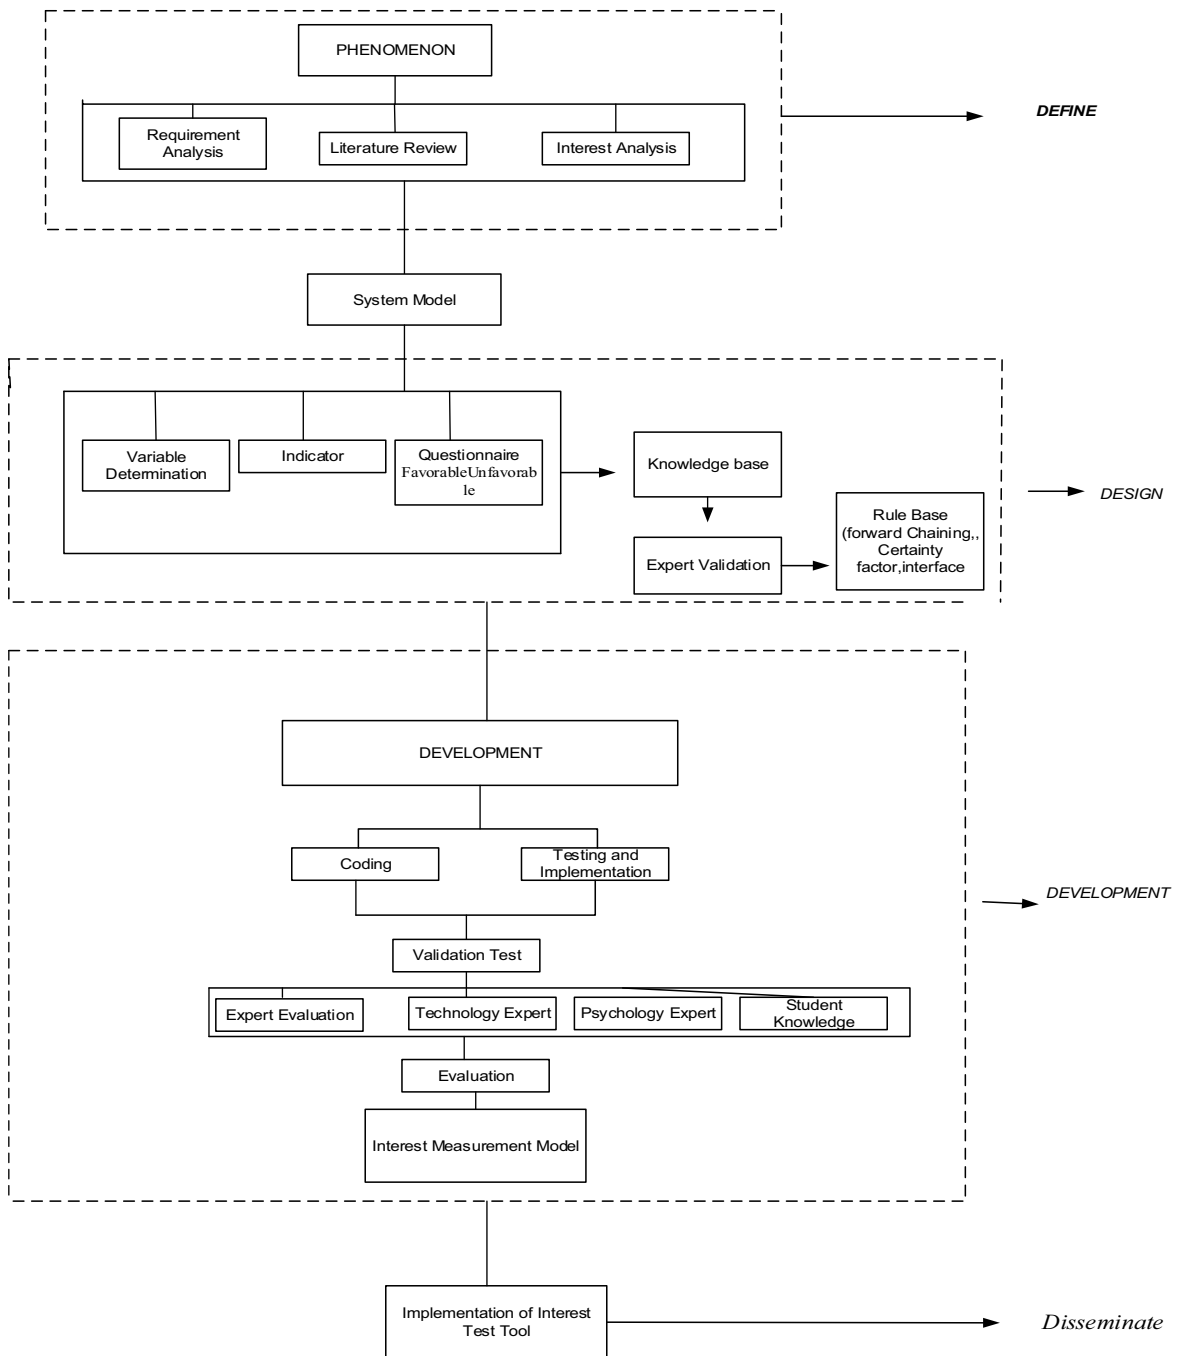 PHENOMENON
DEFINE
Requirement
Analysis
Literature Review
Interest Analysis
System Model
Variable
Determination
Indicator
Questionnaire
FavorableUnfavorab
le
Knowledge base
Expert Validation
Rule Base
(forward Chaining,,
Certainty
factor,interface
DESIGN
DEVELOPMENT
Coding
Testing and
Implementation
DEVELOPMENT
Validation Test
Expert Evaluation
Technology Expert
Psychology Expert
Student
Knowledge
Evaluation
Interest Measurement Model
Implementation of Interest
Test Tool
Disseminate